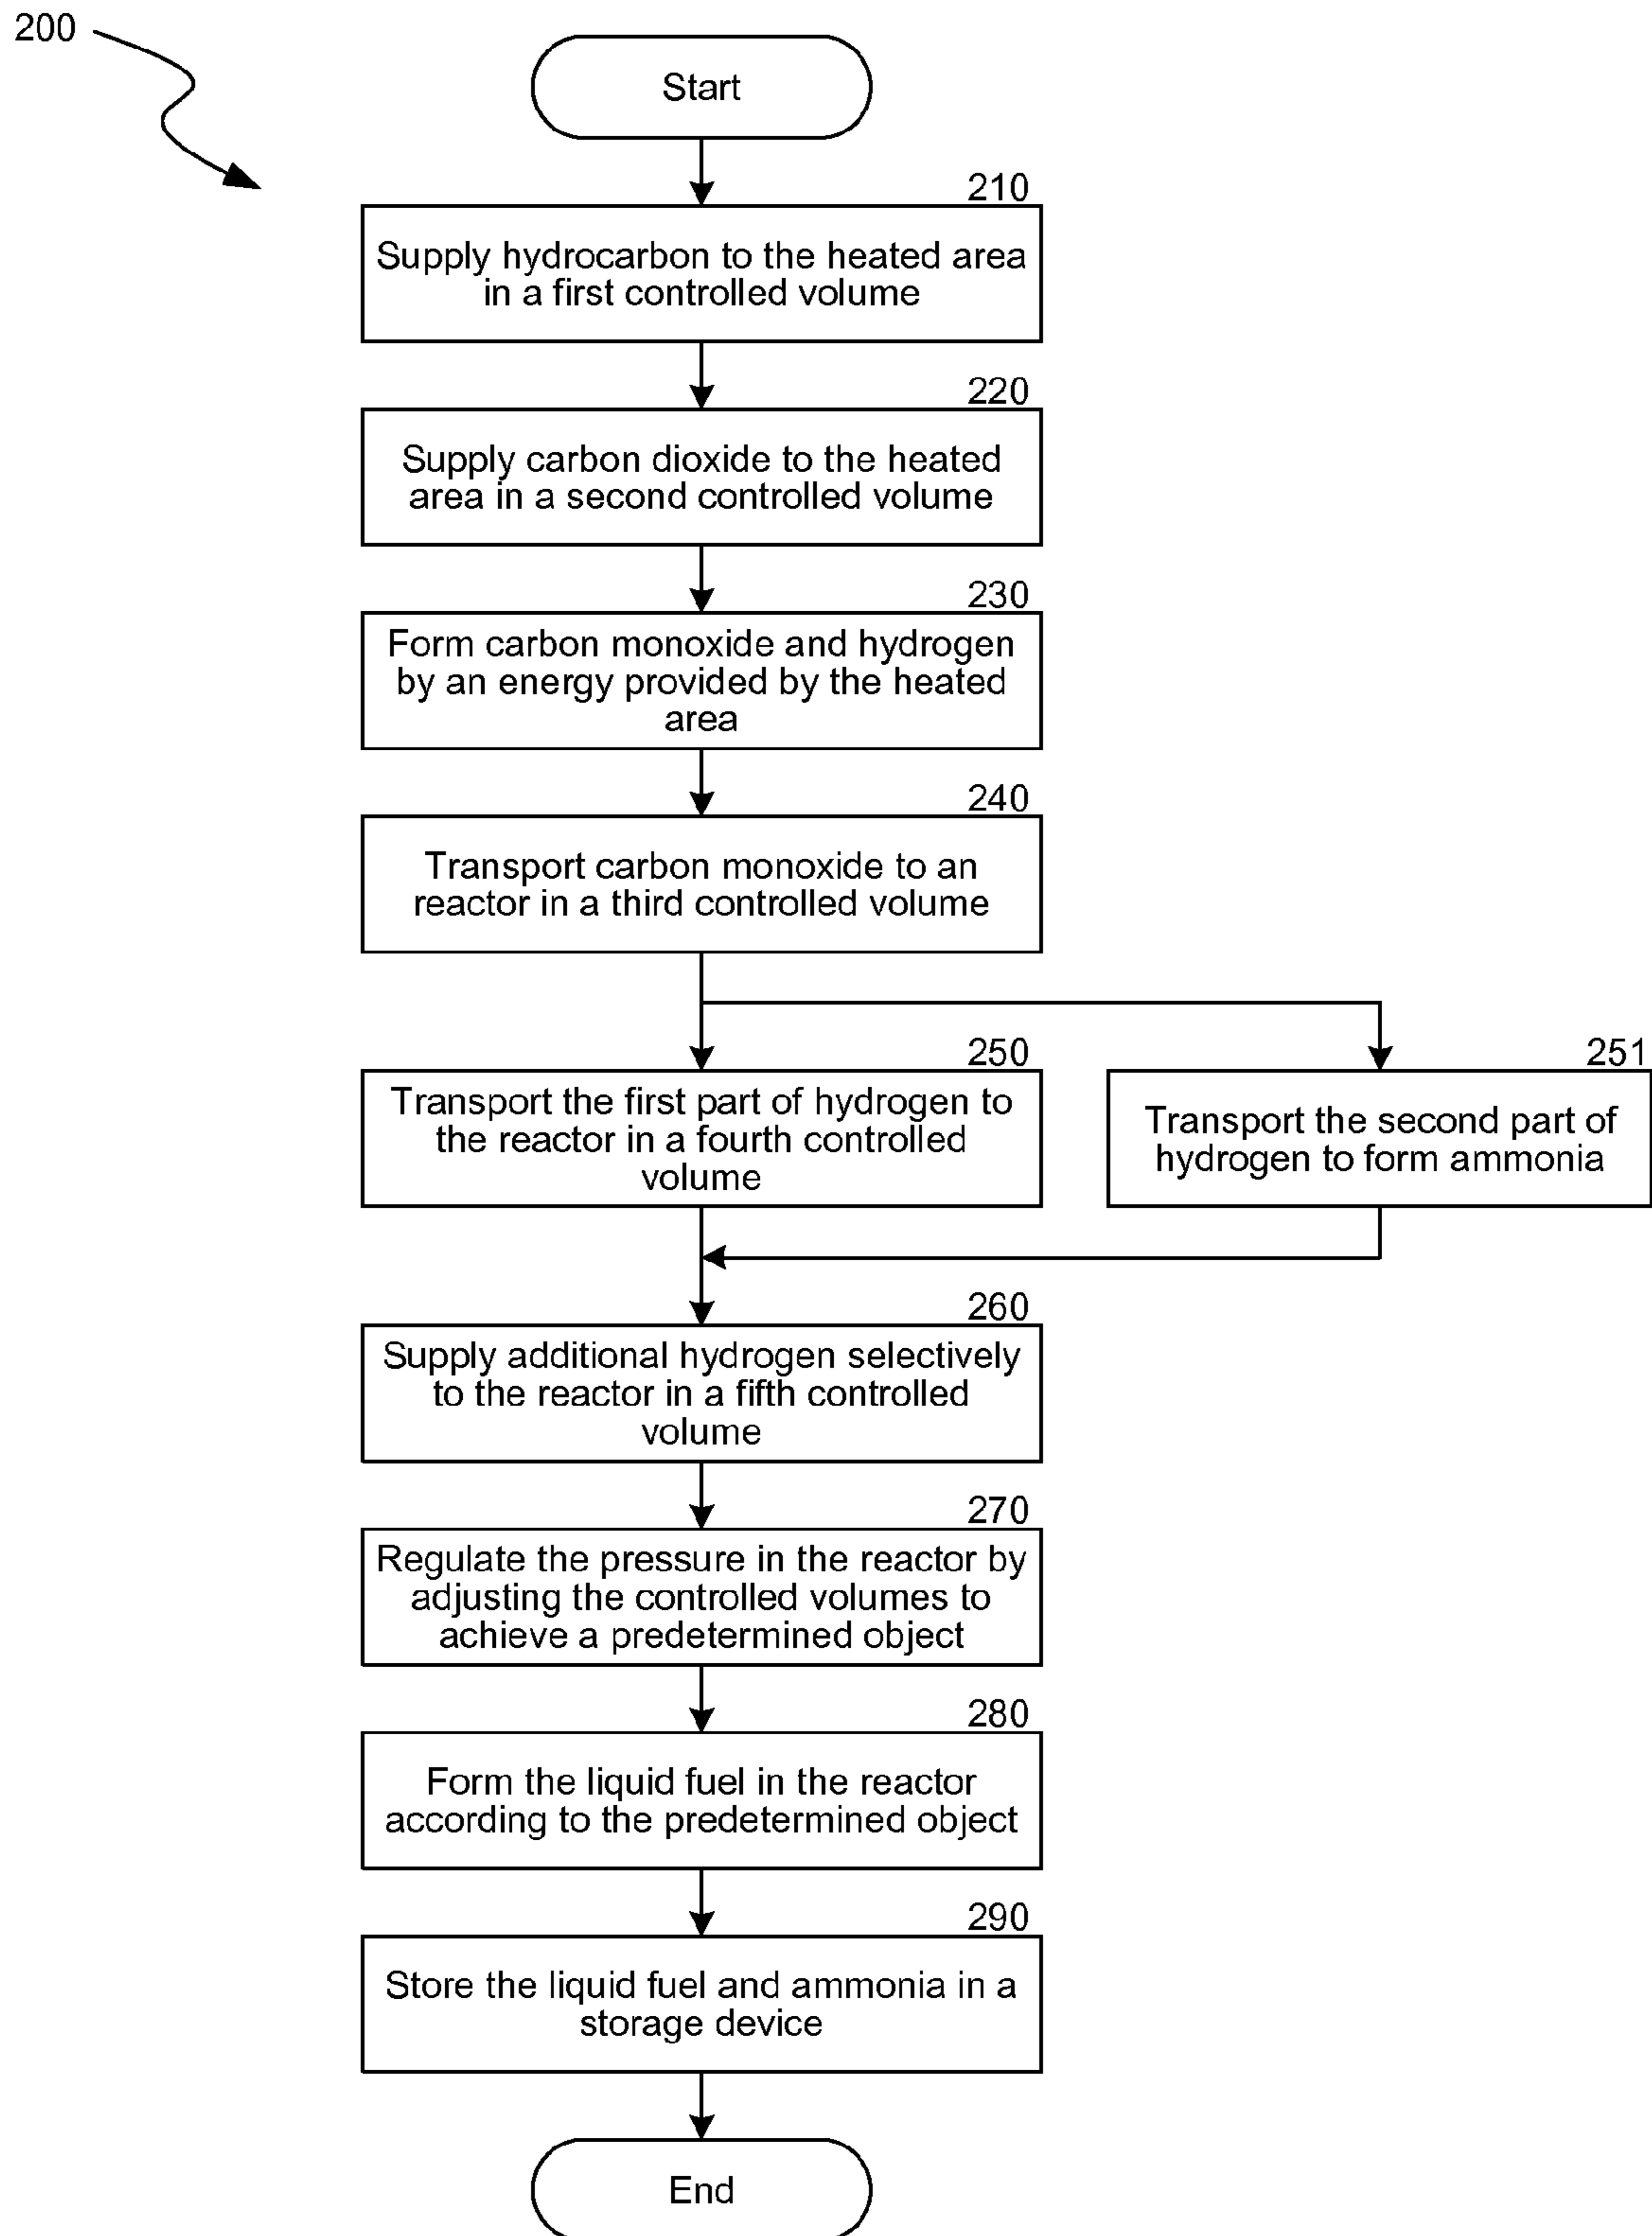 200
Start
210
Supply hydrocarbon to the heated area
in a first controlled volume
220
Supply carbon dioxide to the heated
area in a second controlled volume
230
Form carbon monoxide and hydrogen
by an energy provided by the heated
area
240
Transport carbon monoxide to an
reactor in a third controlled volume
250
Transport the first part of hydrogen to
the reactor in a fourth controlled
volume
251
Transport the second part of
hydrogen to form ammonia
260
Supply additional hydrogen selectively
to the reactor in a fifth controlled
volume
270
Regulate the pressure in the reactor by
adjusting the controlled volumes to
achieve a predetermined object
280
Form the liquid fuel in the reactor
according to the predetermined object
290
Store the liquid fuel and ammonia in a
storage device
End